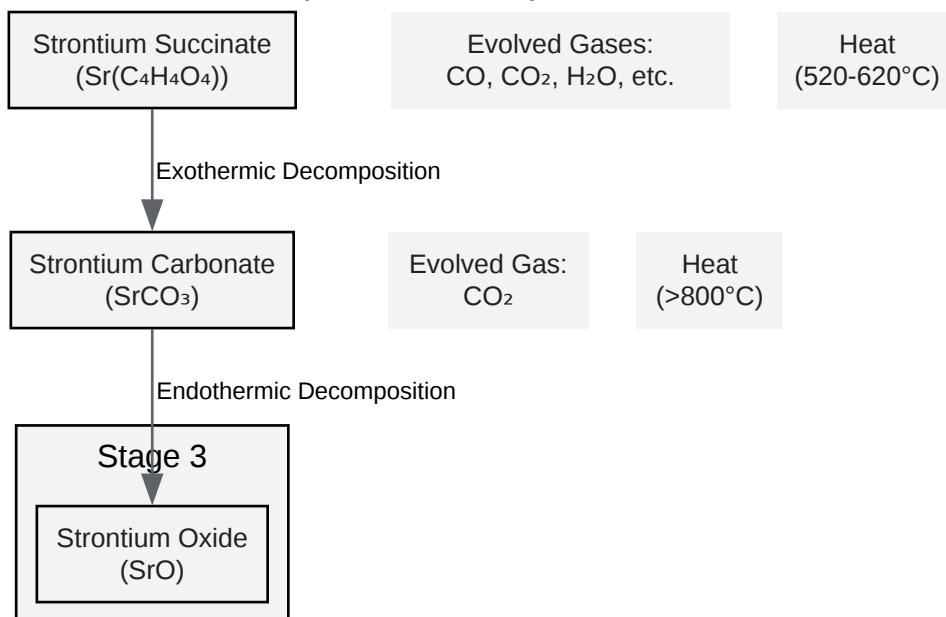 Strontium Succinate
(Sr(C₄H₄O₄))
Evolved Gases:
CO, CO₂, H₂O, etc.
Heat
(520-620°C)
Exothermic Decomposition
Strontium Carbonate
(SrCO₃)
Evolved Gas:
CO₂
Heat
(>800°C)
Endothermic Decomposition
Stage 3
Strontium Oxide
(SrO)